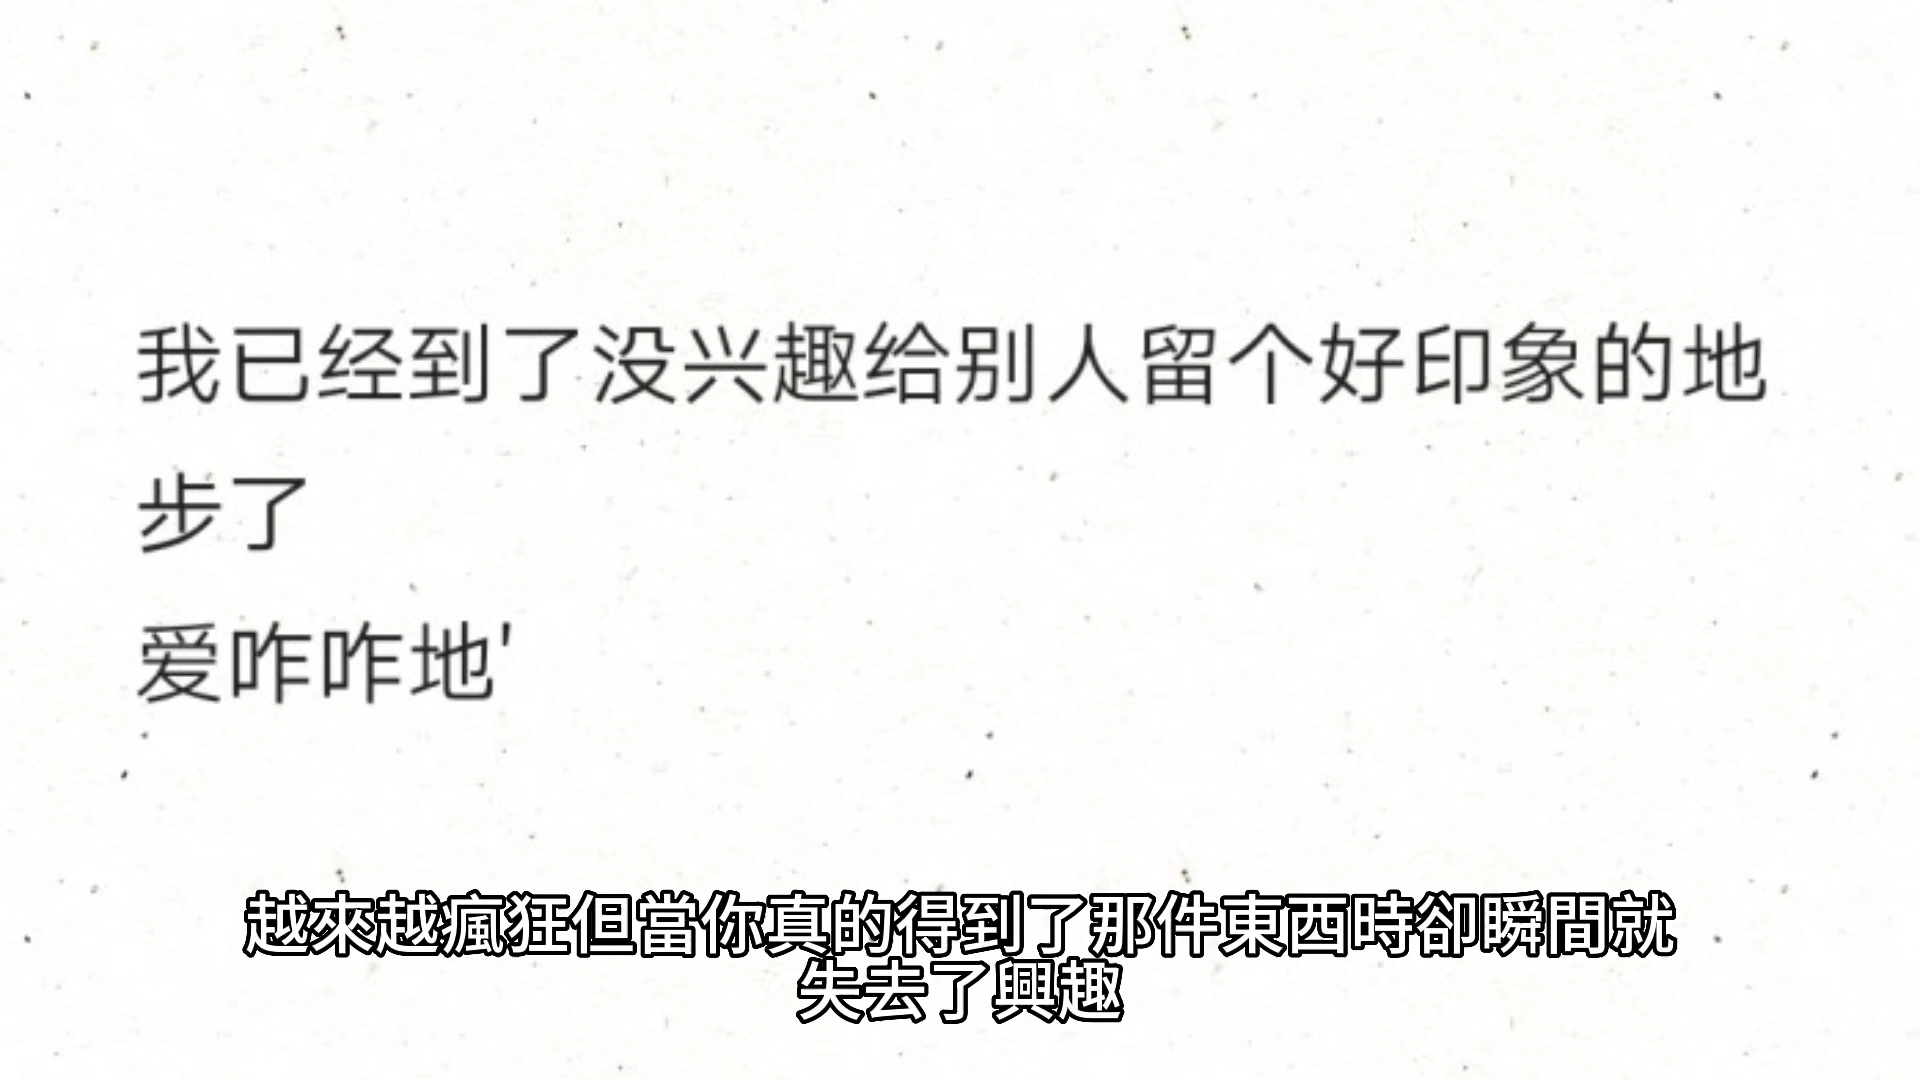 我已经到了没兴趣给别人留个好印象的地
步了
爱咋咋地'
越來越瘋狂但當你真的得到了那件東西時卻瞬間就
失去了興趣